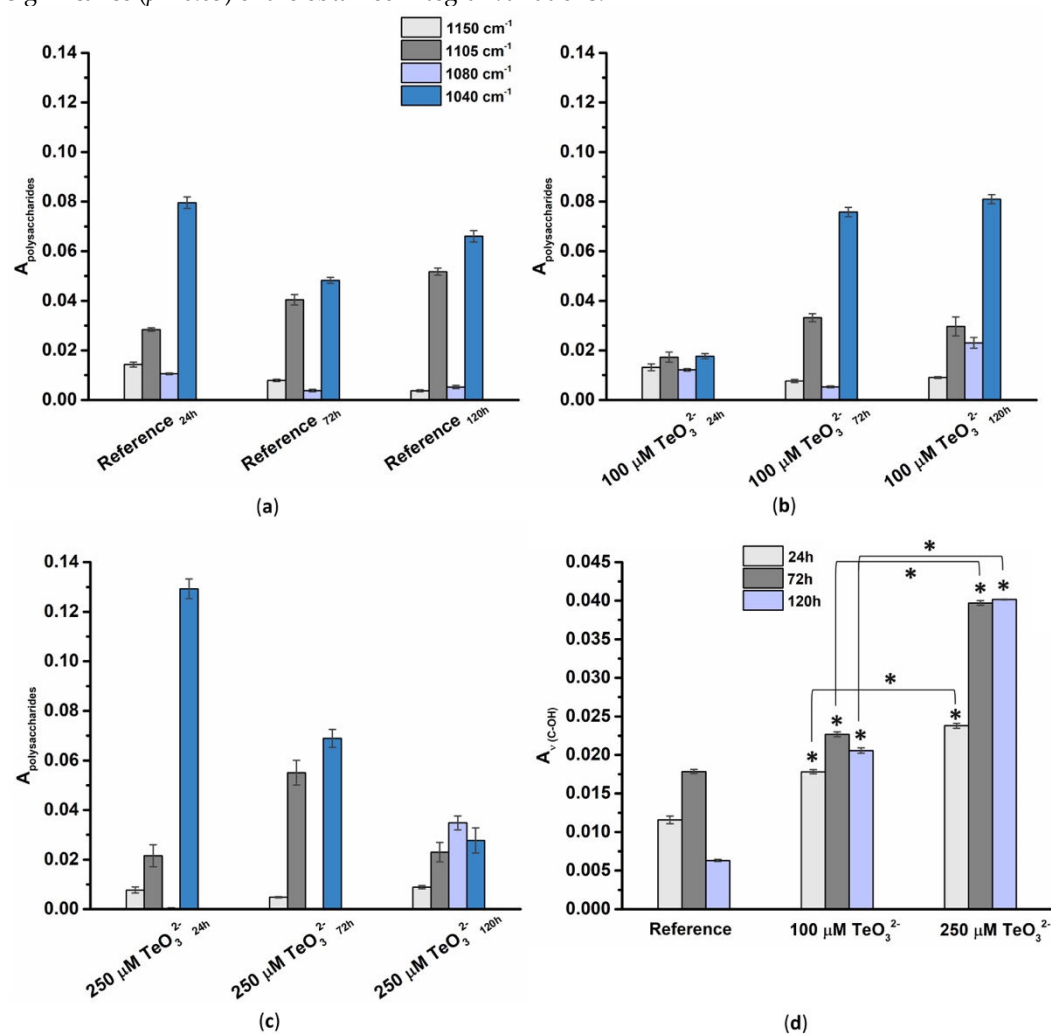 1150 cm⁻¹
1105 cm⁻¹
1080 cm⁻¹
1040 cm⁻¹
A polysaccharides
0.14
0.12
0.10
0.08
0.06
0.04
0.02
0.00
Reference 24h
Reference 72h
Reference 120h
(a)
A polysaccharides
0.14
0.12
0.10
0.08
0.06
0.04
0.02
0.00
100 μM TeO₃²⁻ 24h
100 μM TeO₃²⁻ 72h
100 μM TeO₃²⁻ 120h
(b)
A polysaccharides
0.14
0.12
0.10
0.08
0.06
0.04
0.02
0.00
250 μM TeO₃²⁻ 24h
250 μM TeO₃²⁻ 72h
250 μM TeO₃²⁻ 120h
(c)
24h
72h
120h
A ν (C-OH)
0.045
0.040
0.035
0.030
0.025
0.020
0.015
0.010
0.005
0.000
*
*
*
* * *
* * *
Reference
100 μM TeO₃²⁻
250 μM TeO₃²⁻
(d)